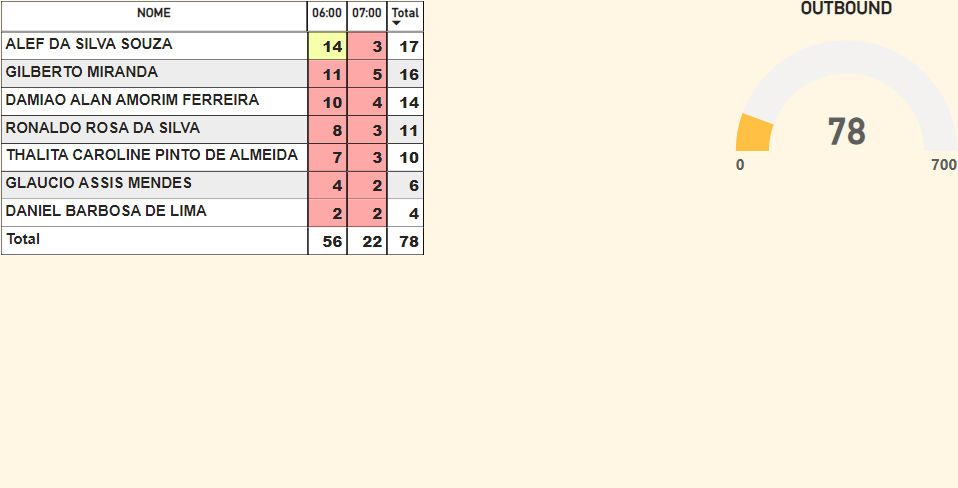 NOME 06:00 07:00 Total
ALEF DA SILVA SOUZA 14 3 17
GILBERTO MIRANDA 11 5 16
DAMIAO ALAN AMORIM FERREIRA 10 4 14
RONALDO ROSA DA SILVA 8 3 11
THALITA CAROLINE PINTO DE ALMEIDA 7 3 10
GLAUCIO ASSIS MENDES 4 2 6
DANIEL BARBOSA DE LIMA 2 2 4
Total 56 22 78
OUTBOUND
78
0 700